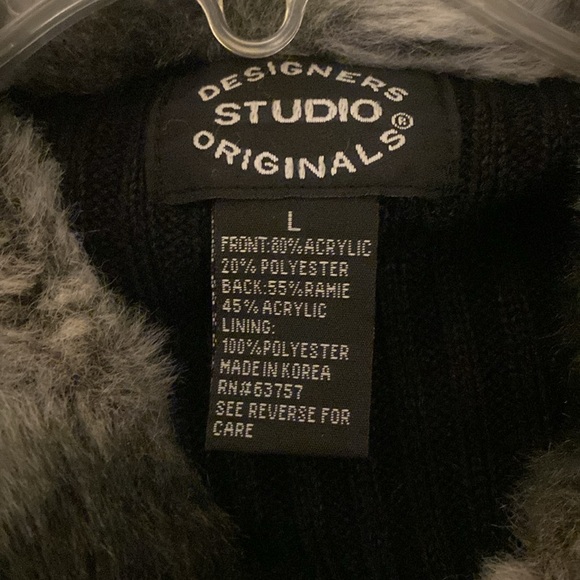 DESIGNERS
STUDIO
ORIGINALS®
L
FRONT:80%ACRYLIC
20%POLYESTER
BACK:55%RAMIE
45%ACRYLIC
LINING:
100%POLYESTER
MADE IN KOREA
RN#63757
SEE REVERSE FOR
CARE